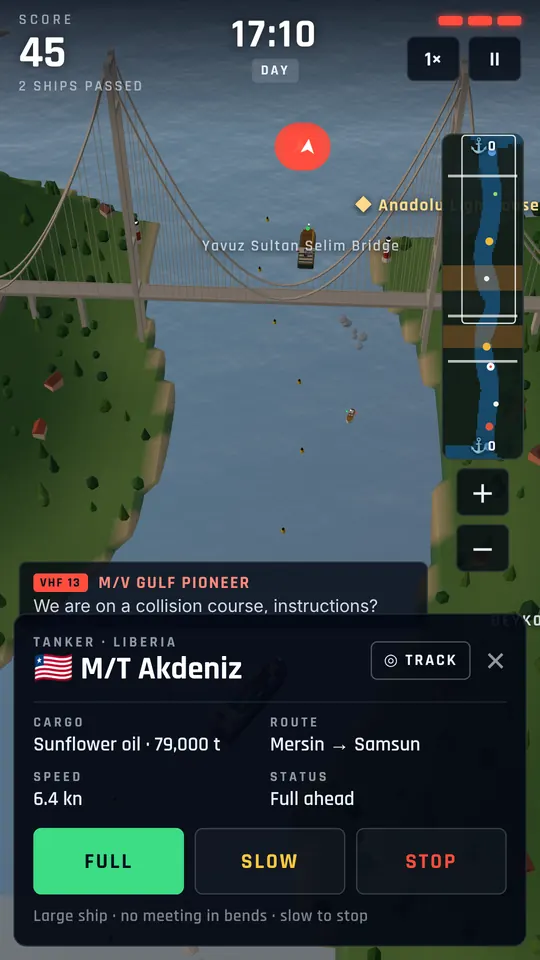 SCORE
45
2 SHIPS PASSED
17:10
DAY
1×
0
Anadolu
Yavuz Sultan Selim Bridge
0
+
−
VHF 13 M/V GULF PIONEER
We are on a collision course, instructions?
TANKER · LIBERIA
M/T Akdeniz
TRACK
CARGO
Sunflower oil · 79,000 t
ROUTE
Mersin → Samsun
SPEED
6.4 kn
STATUS
Full ahead
FULL
SLOW
STOP
Large ship · no meeting in bends · slow to stop